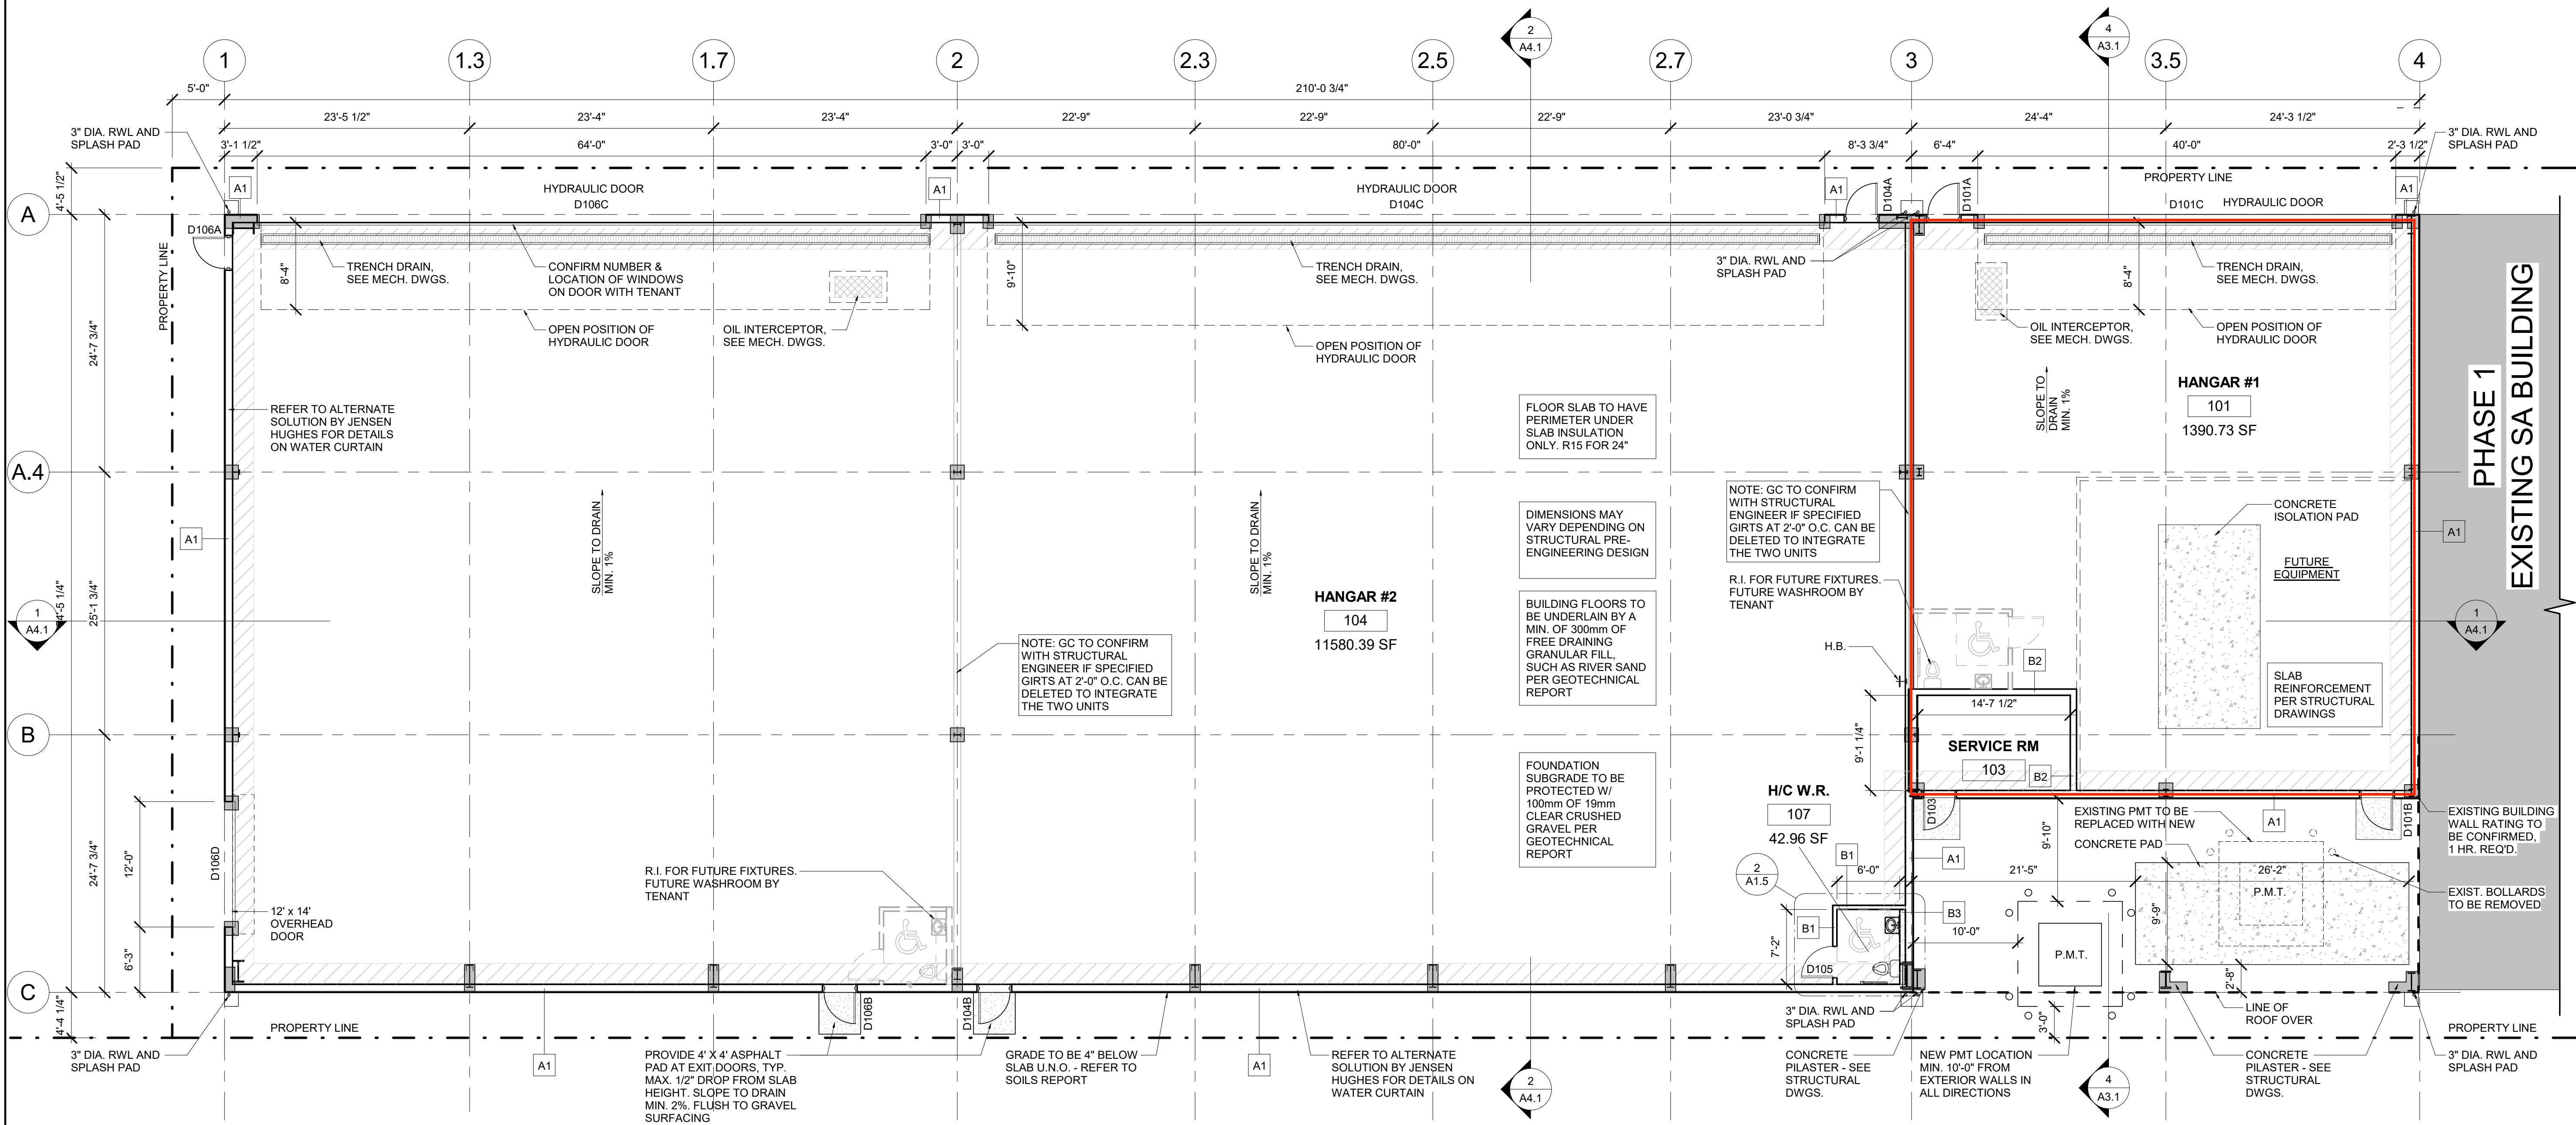 2
A4.1
4
A3.1
1
1.3
1.7
2
2.3
2.5
2.7
3
3.5
4
5'-0"
210'-0 3/4"
23'-5 1/2"
23'-4"
23'-4"
22'-9"
22'-9"
22'-9"
23'-0 3/4"
24'-4"
24'-3 1/2"
3" DIA. RWL AND
SPLASH PAD
3" DIA. RWL AND
SPLASH PAD
3'-1 1/2"
64'-0"
3'-0"
3'-0"
80'-0"
8'-3 3/4"
6'-4"
40'-0"
2'-3 1/2"
4'-5 1/2"
A1
HYDRAULIC DOOR
D106C
A1
HYDRAULIC DOOR
D104C
A1
D104A
D101A
PROPERTY LINE
D101C
HYDRAULIC DOOR
A1
A
D106A
PROPERTY LINE
8'-4"
TRENCH DRAIN,
SEE MECH. DWGS.
CONFIRM NUMBER &
LOCATION OF WINDOWS
ON DOOR WITH TENANT
9'-10"
TRENCH DRAIN,
SEE MECH. DWGS.
3" DIA. RWL AND
SPLASH PAD
8'-4"
TRENCH DRAIN,
SEE MECH. DWGS.
OPEN POSITION OF
HYDRAULIC DOOR
OIL INTERCEPTOR,
SEE MECH. DWGS.
OPEN POSITION OF
HYDRAULIC DOOR
OIL INTERCEPTOR,
SEE MECH. DWGS.
OPEN POSITION OF
HYDRAULIC DOOR
24'-7 3/4"
REFER TO ALTERNATE
SOLUTION BY JENSEN
HUGHES FOR DETAILS
ON WATER CURTAIN
FLOOR SLAB TO HAVE
PERIMETER UNDER
SLAB INSULATION
ONLY. R15 FOR 24"
SLOPE TO
DRAIN
MIN. 1%
HANGAR #1
101
1390.73 SF
PHASE 1
EXISTING SA BUILDING
A.4
A1
SLOPE TO DRAIN
MIN. 1%
SLOPE TO DRAIN
MIN. 1%
DIMENSIONS MAY
VARY DEPENDING ON
STRUCTURAL PRE-
ENGINEERING DESIGN
NOTE: GC TO CONFIRM
WITH STRUCTURAL
ENGINEER IF SPECIFIED
GIRTS AT 2'-0" O.C. CAN BE
DELETED TO INTEGRATE
THE TWO UNITS
CONCRETE
ISOLATION PAD
A1
FUTURE
EQUIPMENT
R.I. FOR FUTURE FIXTURES.
FUTURE WASHROOM BY
TENANT
1
A4.1
25'-1 3/4"
HANGAR #2
104
11580.39 SF
BUILDING FLOORS TO
BE UNDERLAIN BY A
MIN. OF 300mm OF
FREE DRAINING
GRANULAR FILL,
SUCH AS RIVER SAND
PER GEOTECHNICAL
REPORT
NOTE: GC TO CONFIRM
WITH STRUCTURAL
ENGINEER IF SPECIFIED
GIRTS AT 2'-0" O.C. CAN BE
DELETED TO INTEGRATE
THE TWO UNITS
H.B.
B2
1
A4.1
SLAB
REINFORCEMENT
PER STRUCTURAL
DRAWINGS
14'-7 1/2"
B
9'-1 1/4"
SERVICE RM
103
B2
FOUNDATION
SUBGRADE TO BE
PROTECTED W/
100mm OF 19mm
CLEAR CRUSHED
GRAVEL PER
GEOTECHNICAL
REPORT
H/C W.R.
107
42.96 SF
D103
9'-10"
EXISTING PMT TO BE
REPLACED WITH NEW
CONCRETE PAD
A1
D101B
EXISTING BUILDING
WALL RATING TO
BE CONFIRMED,
1 HR. REQ'D.
24'-7 3/4"
12'-0"
D106D
R.I. FOR FUTURE FIXTURES.
FUTURE WASHROOM BY
TENANT
2
A1.5
B1
A1
6'-0"
21'-5"
26'-2"
P.M.T.
EXIST. BOLLARDS
TO BE REMOVED
12' x 14'
OVERHEAD
DOOR
6'-3"
B1
B3
7'-2"
D105
10'-0"
9'-9"
P.M.T.
2'-8"
C
4'-4 1/4"
PROPERTY LINE
D106B
D104B
3" DIA. RWL AND
SPLASH PAD
3'-0"
LINE OF
ROOF OVER
PROPERTY LINE
3" DIA. RWL AND
SPLASH PAD
A1
PROVIDE 4' X 4' ASPHALT
PAD AT EXIT DOORS, TYP.
MAX. 1/2" DROP FROM SLAB
HEIGHT. SLOPE TO DRAIN
MIN. 2%. FLUSH TO GRAVEL
SURFACING
GRADE TO BE 4" BELOW
SLAB U.N.O. - REFER TO
SOILS REPORT
A1
REFER TO ALTERNATE
SOLUTION BY JENSEN
HUGHES FOR DETAILS ON
WATER CURTAIN
2
A4.1
CONCRETE
PILASTER - SEE
STRUCTURAL
DWGS.
NEW PMT LOCATION
MIN. 10'-0" FROM
EXTERIOR WALLS IN
ALL DIRECTIONS
4
A3.1
CONCRETE
PILASTER - SEE
STRUCTURAL
DWGS.
3" DIA. RWL AND
SPLASH PAD